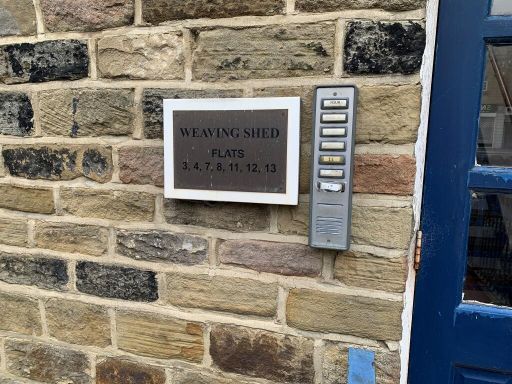 WEAVING SHED
FLATS
3, 4, 7, 8, 11, 12, 13